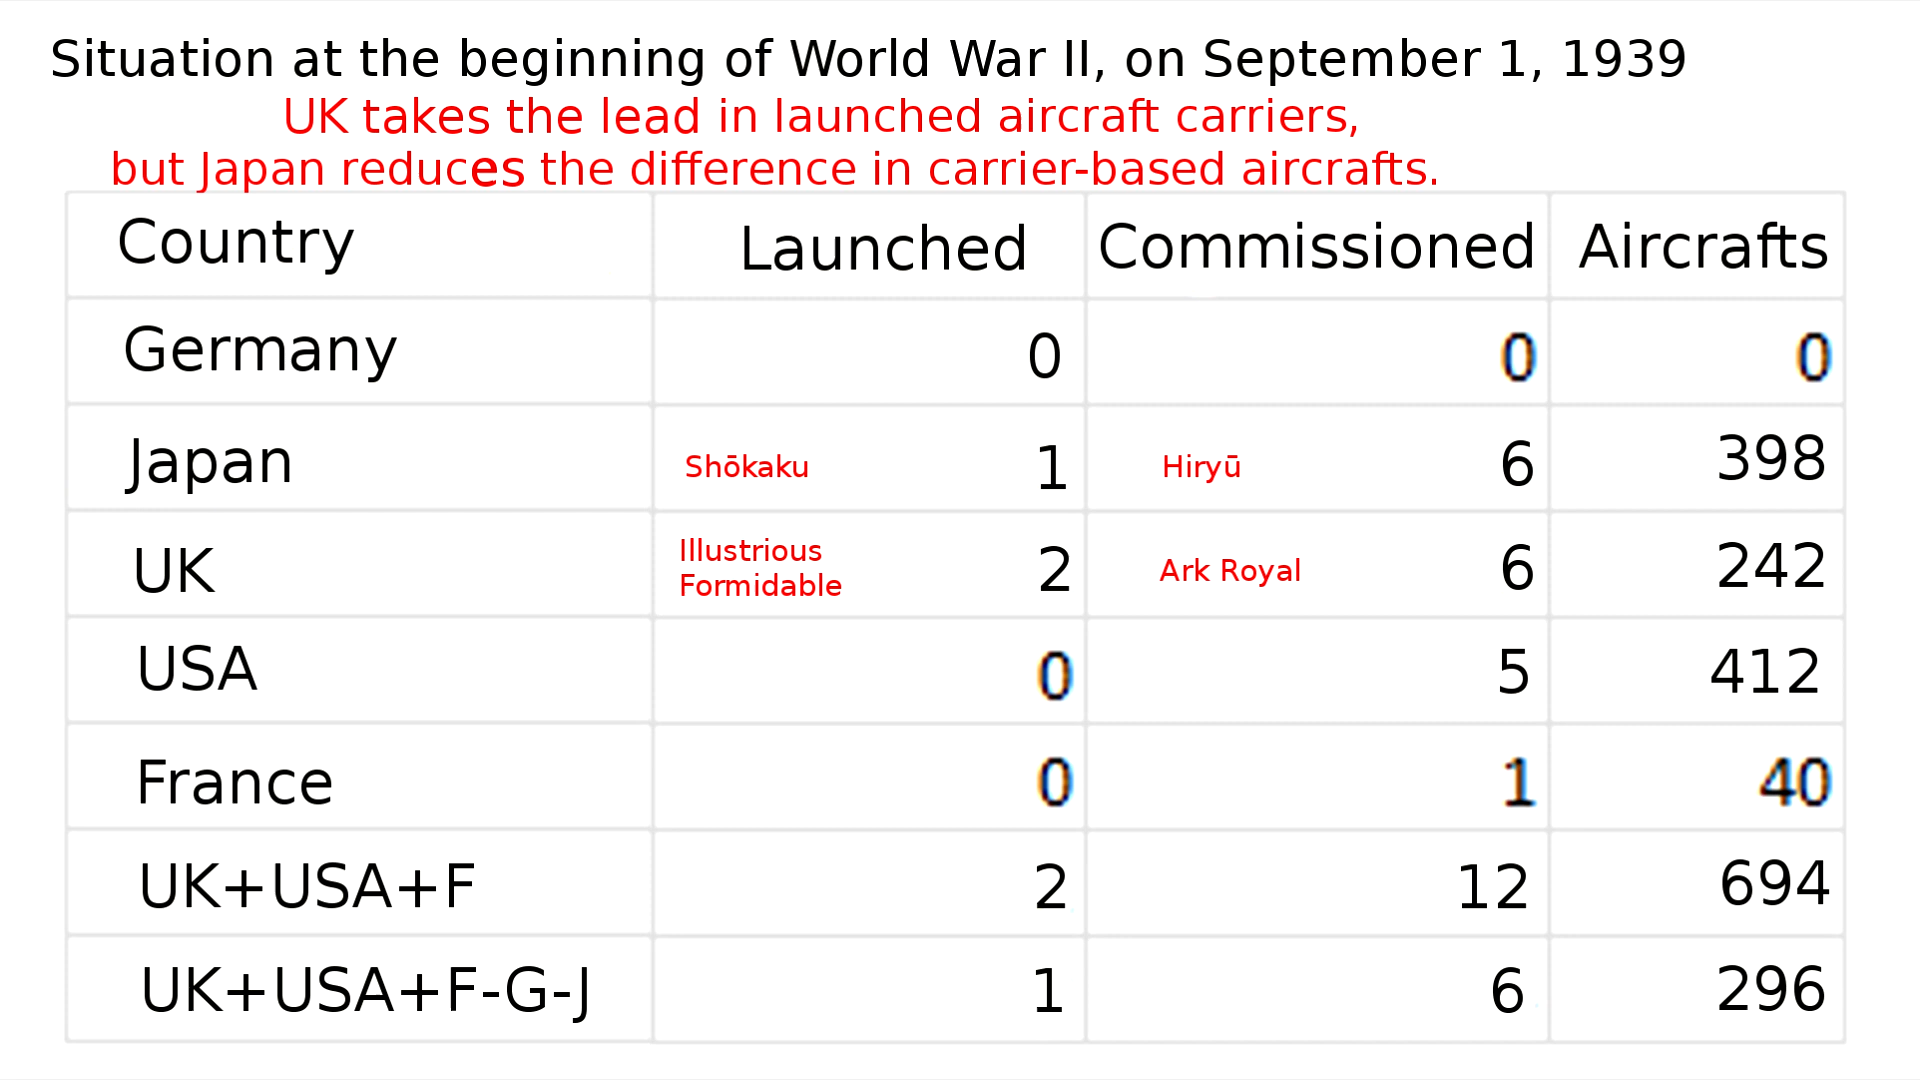 Situation at the beginning of World War II, on September 1, 1939
UK takes the lead in launched aircraft carriers,
but Japan reduces the difference in carrier-based aircrafts.
Country Launched Commissioned Aircrafts
Germany 0 0 0
Japan Shōkaku 1 Hiryū 6 398
UK Illustrious Formidable 2 Ark Royal 6 242
USA 0 5 412
France 0 1 40
UK+USA+F 2 12 694
UK+USA+F-G-J 1 6 296